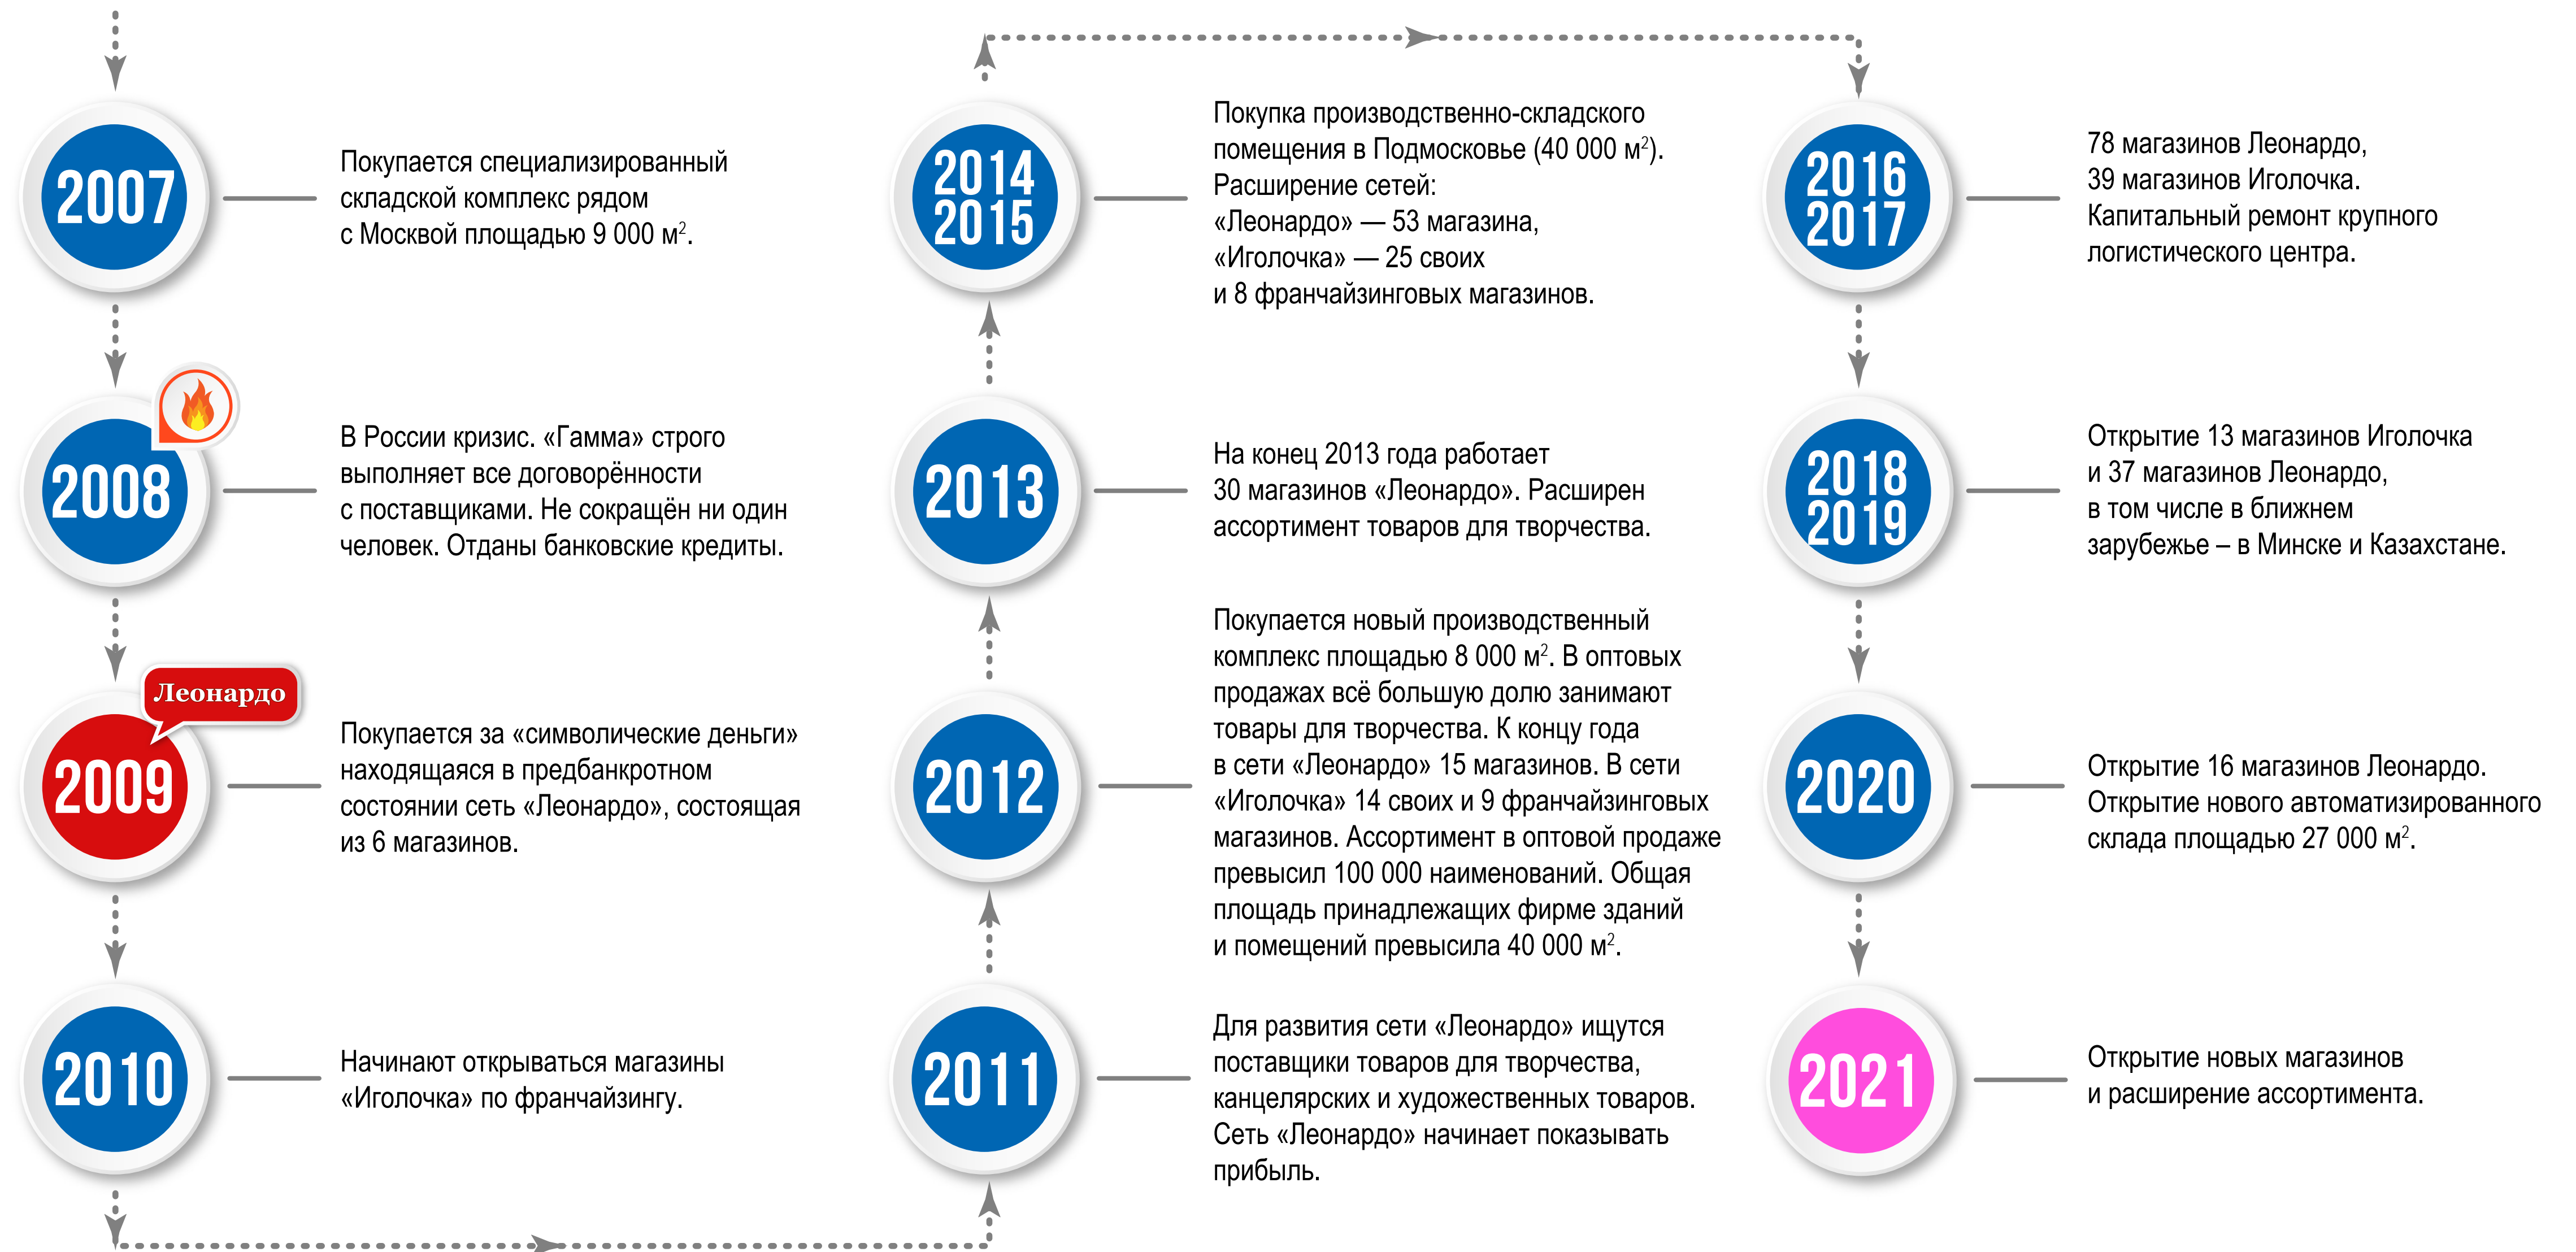 2007
Покупается специализированный
складской комплекс рядом
с Москвой площадью 9 000 м².
2008
В России кризис. «Гамма» строго
выполняет все договорённости
с поставщиками. Не сокращён ни один
человек. Отданы банковские кредиты.
Леонардо
2009
Покупается за «символические деньги»
находящаяся в предбанкротном
состоянии сеть «Леонардо», состоящая
из 6 магазинов.
2010
Начинают открываться магазины
«Иголочка» по франчайзингу.
2011
Для развития сети «Леонардо» ищутся
поставщики товаров для творчества,
канцелярских и художественных товаров.
Сеть «Леонардо» начинает показывать
прибыль.
2012
Покупается новый производственный
комплекс площадью 8 000 м². В оптовых
продажах всё большую долю занимают
товары для творчества. К концу года
в сети «Леонардо» 15 магазинов. В сети
«Иголочка» 14 своих и 9 франчайзинговых
магазинов. Ассортимент в оптовой продаже
превысил 100 000 наименований. Общая
площадь принадлежащих фирме зданий
и помещений превысила 40 000 м².
2013
На конец 2013 года работает
30 магазинов «Леонардо». Расширен
ассортимент товаров для творчества.
2014
2015
Покупка производственно-складского
помещения в Подмосковье (40 000 м²).
Расширение сетей:
«Леонардо» — 53 магазина,
«Иголочка» — 25 своих
и 8 франчайзинговых магазинов.
2016
2017
78 магазинов Леонардо,
39 магазинов Иголочка.
Капитальный ремонт крупного
логистического центра.
2018
2019
Открытие 13 магазинов Иголочка
и 37 магазинов Леонардо,
в том числе в ближнем
зарубежье – в Минске и Казахстане.
2020
Открытие 16 магазинов Леонардо.
Открытие нового автоматизированного
склада площадью 27 000 м².
2021
Открытие новых магазинов
и расширение ассортимента.